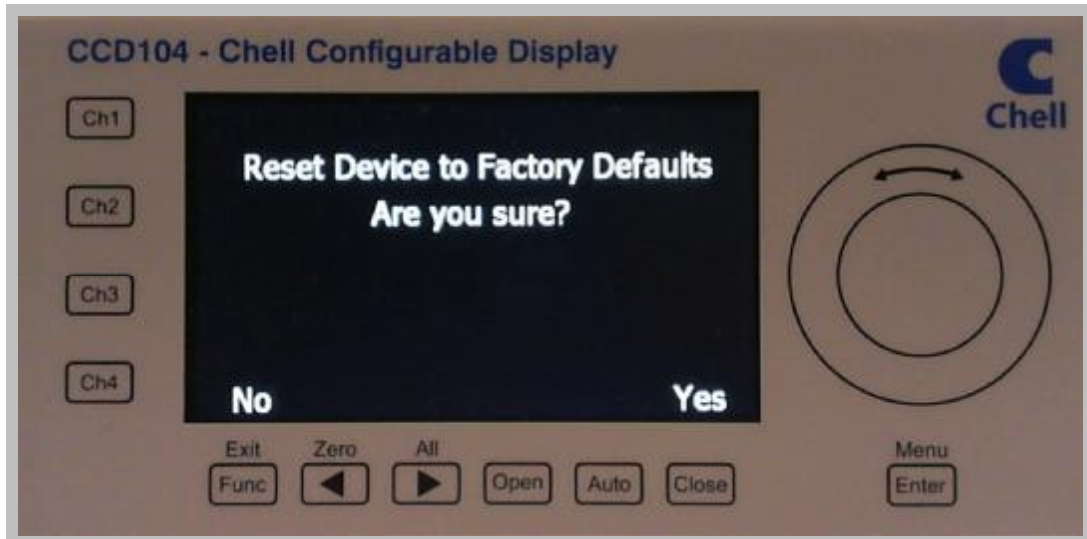 CCD104 - Chell Configurable Display
Chell
Ch1
Ch2
Ch3
Ch4
Reset Device to Factory Defaults
Are you sure?
No Yes
Exit Zero All Menu
Func Open Auto Close Enter